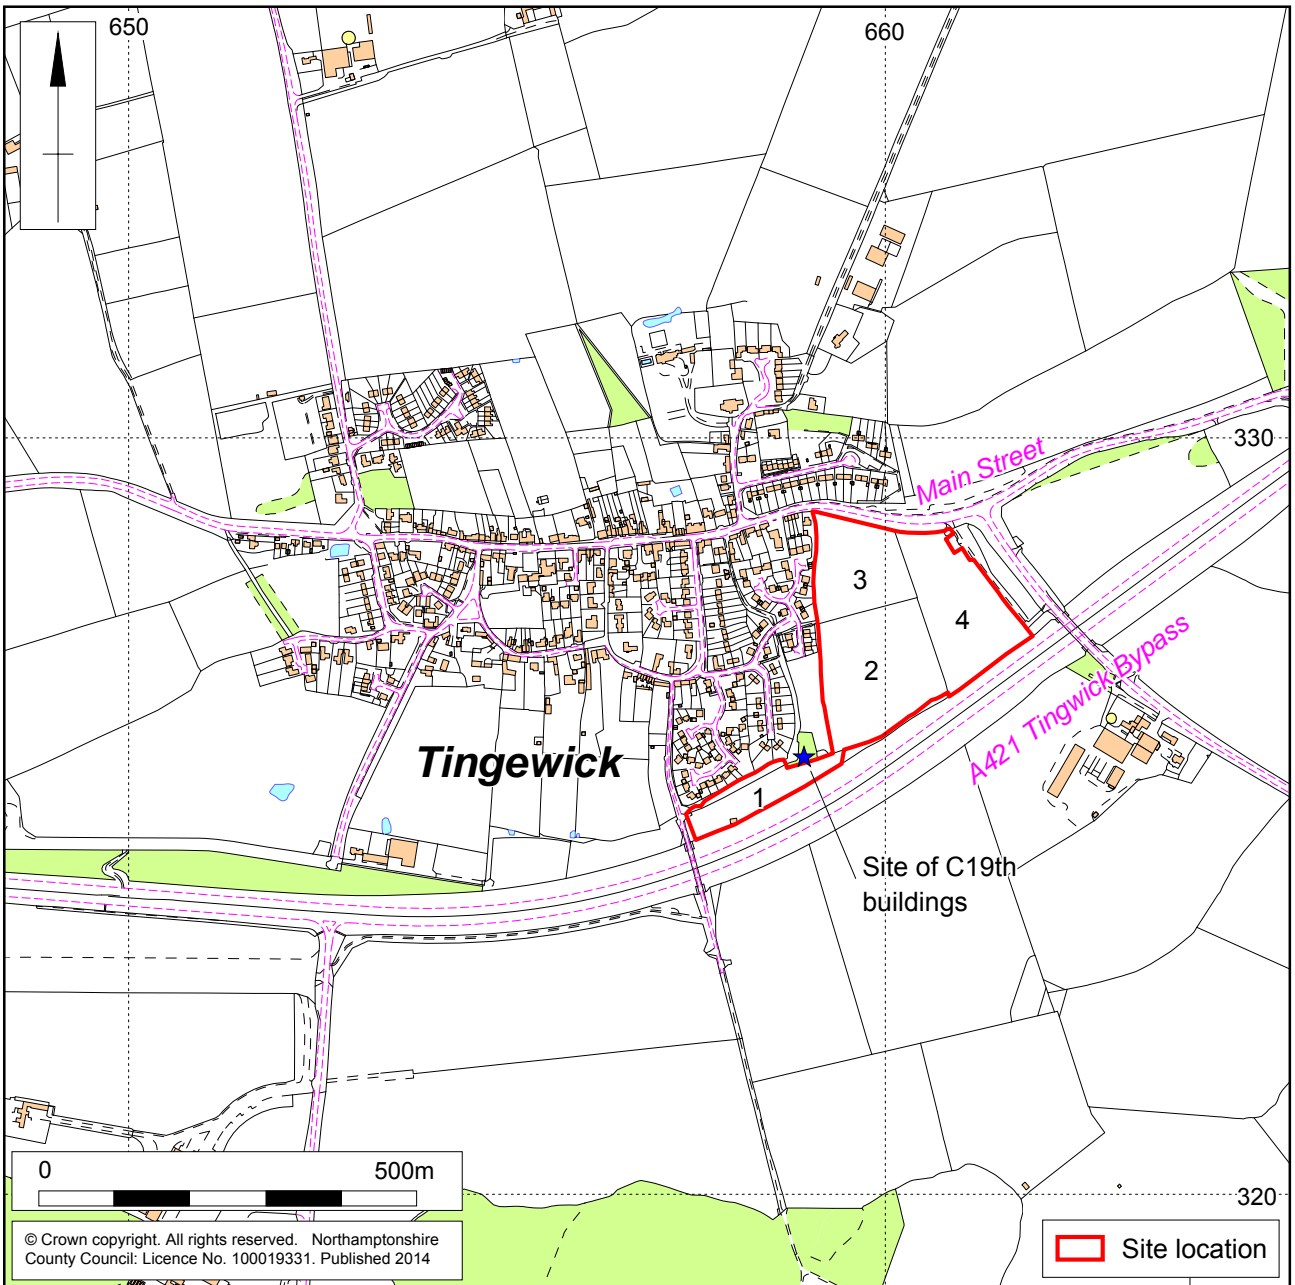 650
660
330
Main Street
3
4
2
A421 Tingwick Bypass
Tingewick
1
Site of C19th
buildings
0 500m
320
© Crown copyright. All rights reserved. Northamptonshire
County Council: Licence No. 100019331. Published 2014
Site location